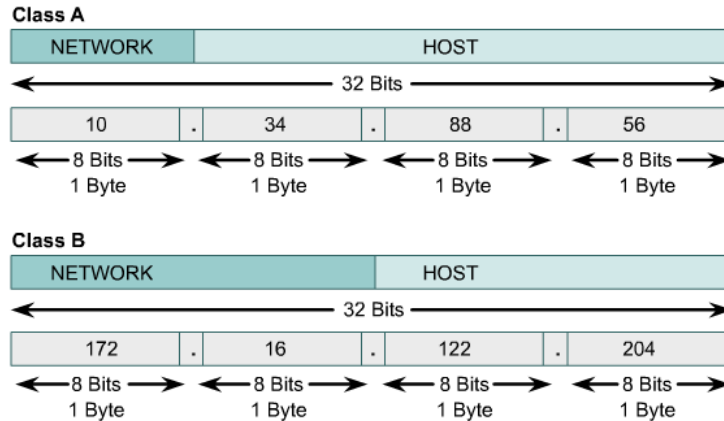 Class A
NETWORK HOST
32 Bits
10 . 34 . 88 . 56
8 Bits 8 Bits 8 Bits 8 Bits
1 Byte 1 Byte 1 Byte 1 Byte
Class B
NETWORK HOST
32 Bits
172 . 16 . 122 . 204
8 Bits 8 Bits 8 Bits 8 Bits
1 Byte 1 Byte 1 Byte 1 Byte